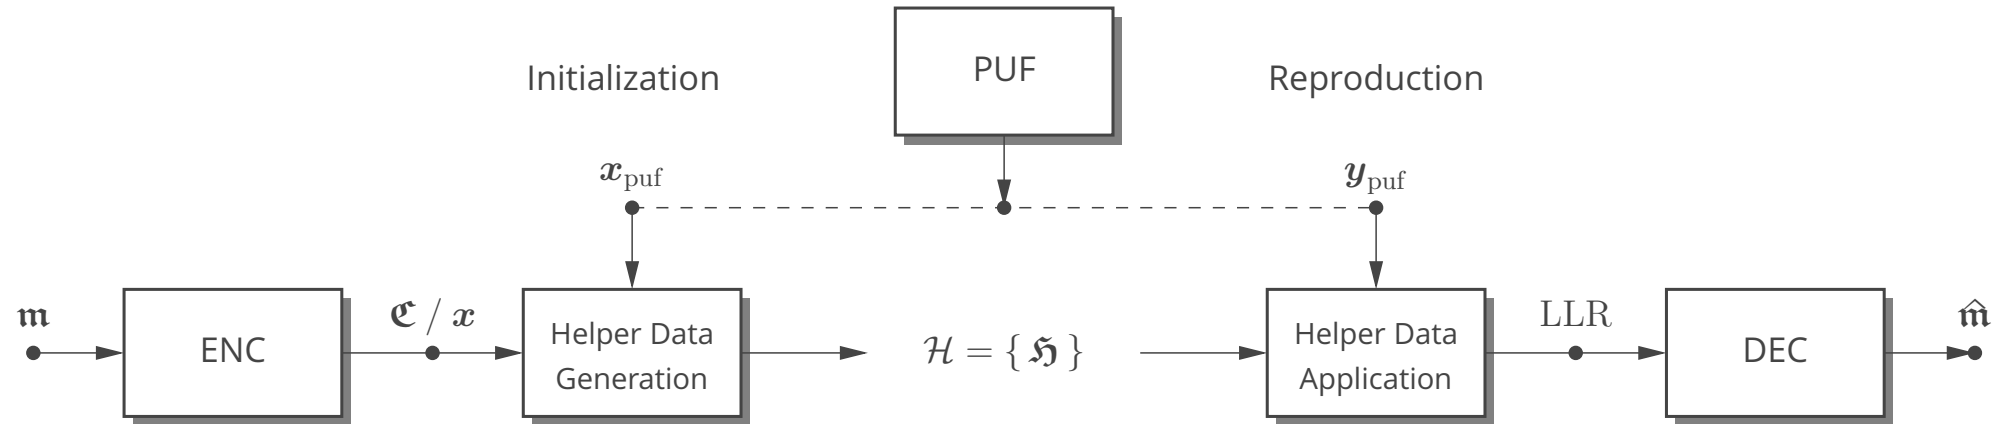 PUF
Initialization
Reproduction
𝒙puf
𝒚puf
𝖒
ENC
𝕮 / 𝒙
Helper Data
Generation
ℋ = { 𝕳 }
Helper Data
Application
LLR
DEC
𝖒̂